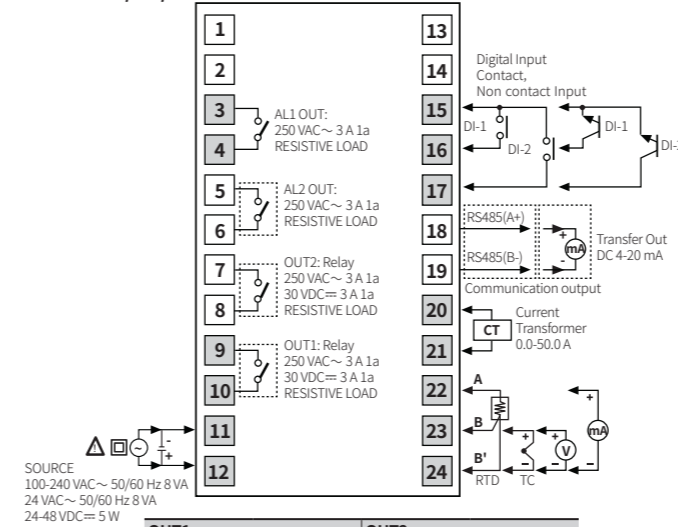 1
2
3
4
AL1 OUT:
250 VAC～ 3 A 1a
RESISTIVE LOAD
5
6
AL2 OUT:
250 VAC～ 3 A 1a
RESISTIVE LOAD
7
8
OUT2: Relay
250 VAC～ 3 A 1a
30 VDC⎓ 3 A 1a
RESISTIVE LOAD
9
10
OUT1: Relay
250 VAC～ 3 A 1a
30 VDC⎓ 3 A 1a
RESISTIVE LOAD
11
12
~
-
+
SOURCE
100-240 VAC～ 50/60 Hz 8 VA
24 VAC～ 50/60 Hz 8 VA
24-48 VDC⎓ 5 W
13
14
Digital Input
Contact,
Non contact Input
15
16
17
DI-1
DI-2
DI-1
18
19
RS485(A+)
RS485(B-)
+
mA
-
Transfer Out
DC 4-20 mA
Communication output
20
21
CT
Current
Transformer
0.0-50.0 A
22
23
24
A
B
B'
RTD
+
-
TC
+
V
-
+
mA
-
OUT1